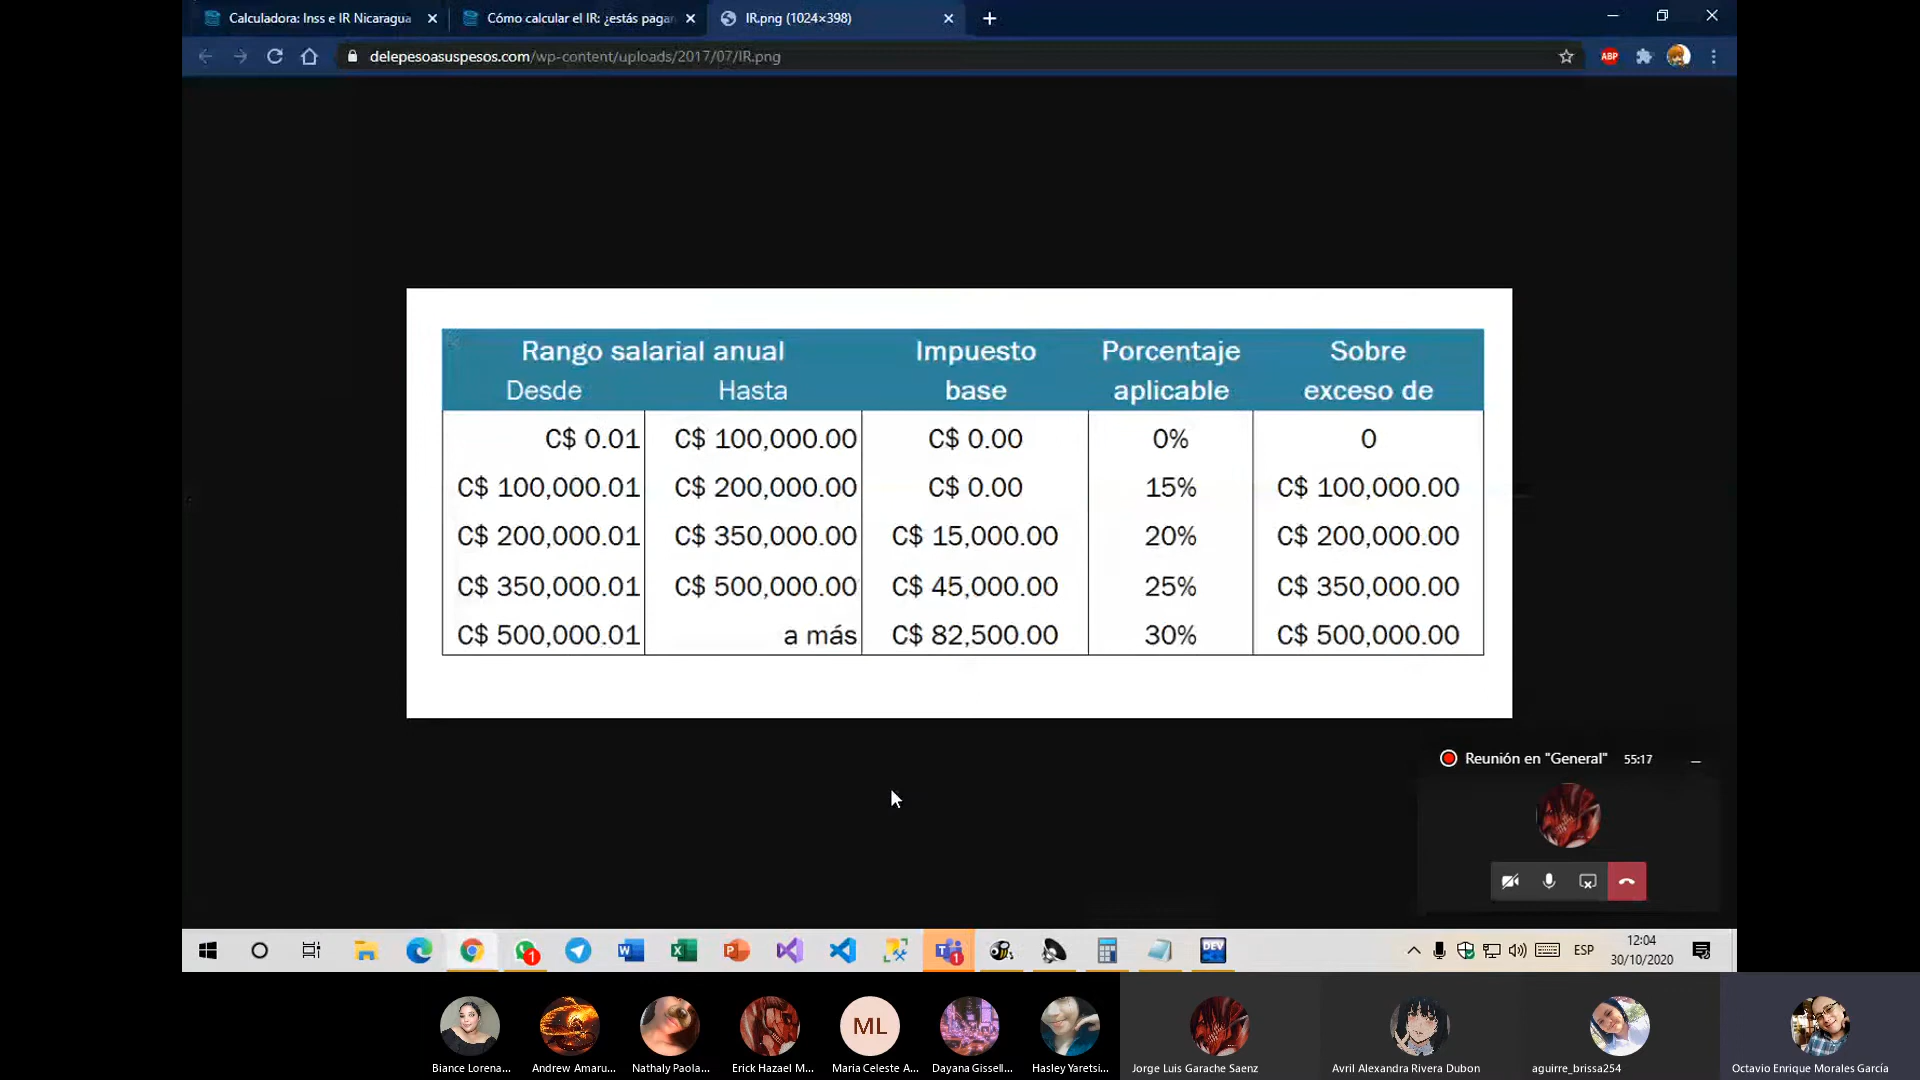 Calculadora: Inss e IR Nicaragua
Cómo calcular el IR: ¿estás pagan
IR.png (1024×398)
delepesoasuspesos.com/wp-content/uploads/2017/07/IR.png
ABP
Rango salarial anual Impuesto Porcentaje Sobre
Desde Hasta base aplicable exceso de
C$ 0.01 C$ 100,000.00 C$ 0.00 0% 0
C$ 100,000.01 C$ 200,000.00 C$ 0.00 15% C$ 100,000.00
C$ 200,000.01 C$ 350,000.00 C$ 15,000.00 20% C$ 200,000.00
C$ 350,000.01 C$ 500,000.00 C$ 45,000.00 25% C$ 350,000.00
C$ 500,000.01 a más C$ 82,500.00 30% C$ 500,000.00
Reunión en "General" 55:17
1
1
DEV
ESP
12:04
30/10/2020
ML
Biance Lorena...
Andrew Amaru...
Nathaly Paola...
Erick Hazael M...
Maria Celeste A...
Dayana Gissell...
Hasley Yaretsi...
Jorge Luis Garache Saenz
Avril Alexandra Rivera Dubon
aguirre_brissa254
Octavio Enrique Morales García